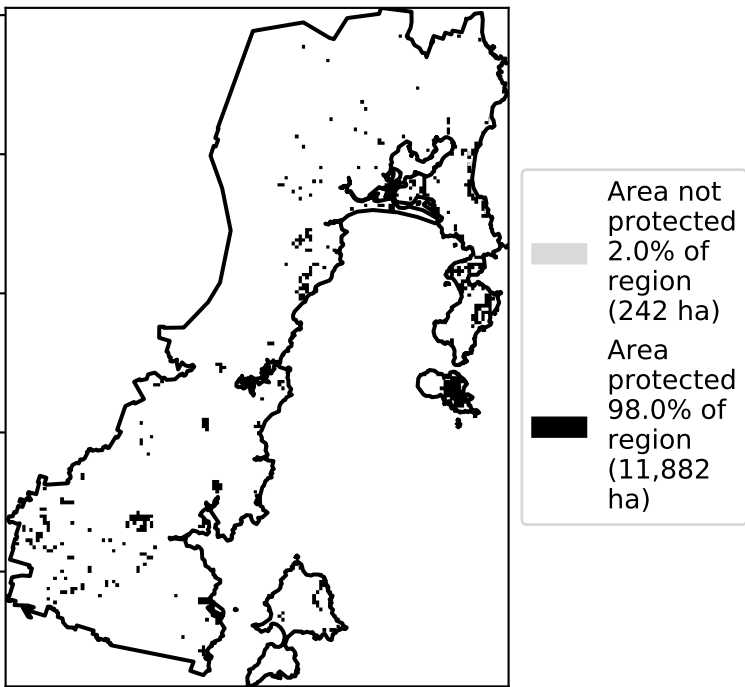 Area not
protected
2.0% of
region
(242 ha)
Area
protected
98.0% of
region
(11,882
ha)